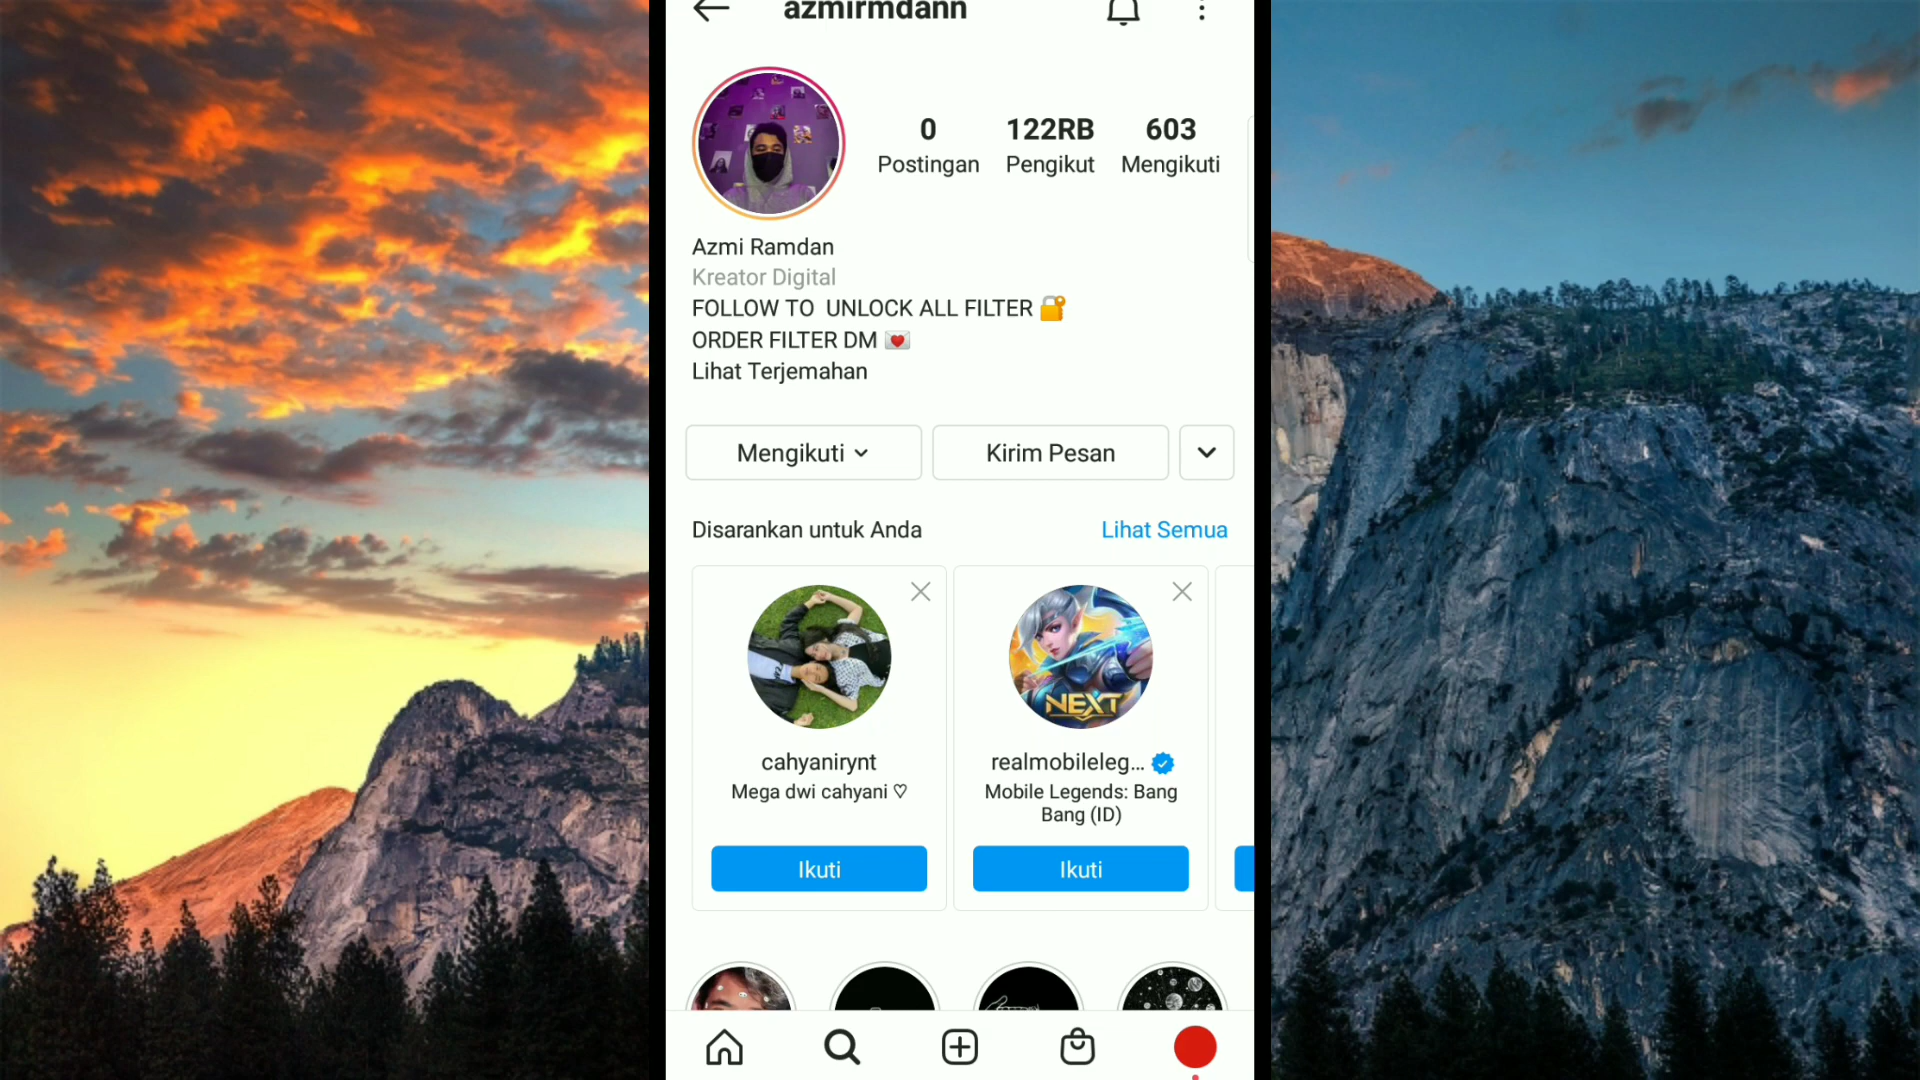 azmirmdann
0 122RB 603
Postingan Pengikut Mengikuti
Azmi Ramdan
Kreator Digital
FOLLOW TO UNLOCK ALL FILTER 🔐
ORDER FILTER DM 💌
Lihat Terjemahan
Mengikuti Kirim Pesan
Disarankan untuk Anda Lihat Semua
NEXT
cahyanirynt
Mega dwi cahyani ♡
Ikuti
realmobileleg...
Mobile Legends: Bang
Bang (ID)
Ikuti